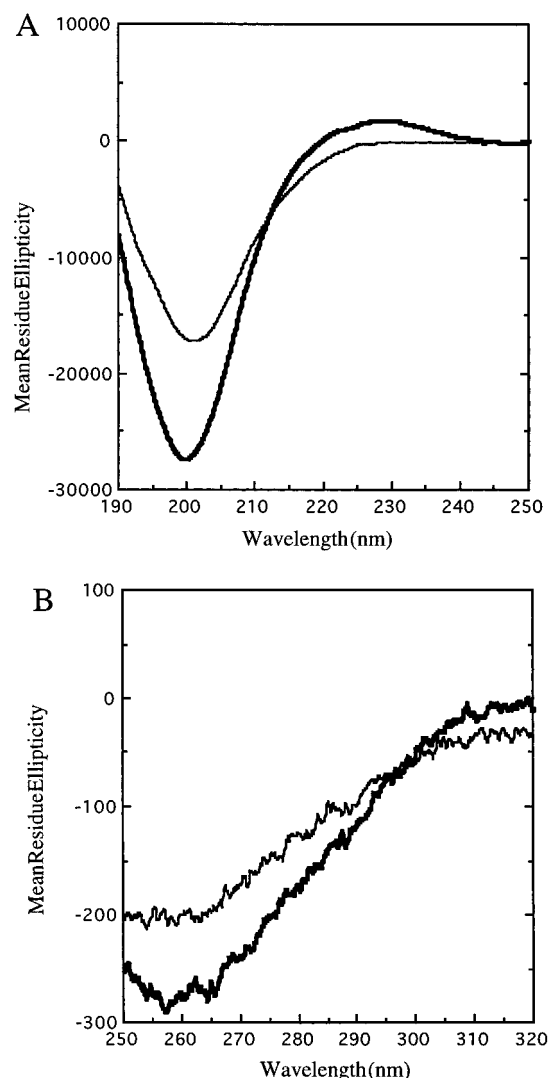 A
10000
0
-10000
-20000
-30000
MeanResidueEllipticity
190 200 210 220 230 240 250
Wavelength(nm)
B
100
0
-100
-200
-300
MeanResidueEllipticity
250 260 270 280 290 300 310 320
Wavelength(nm)